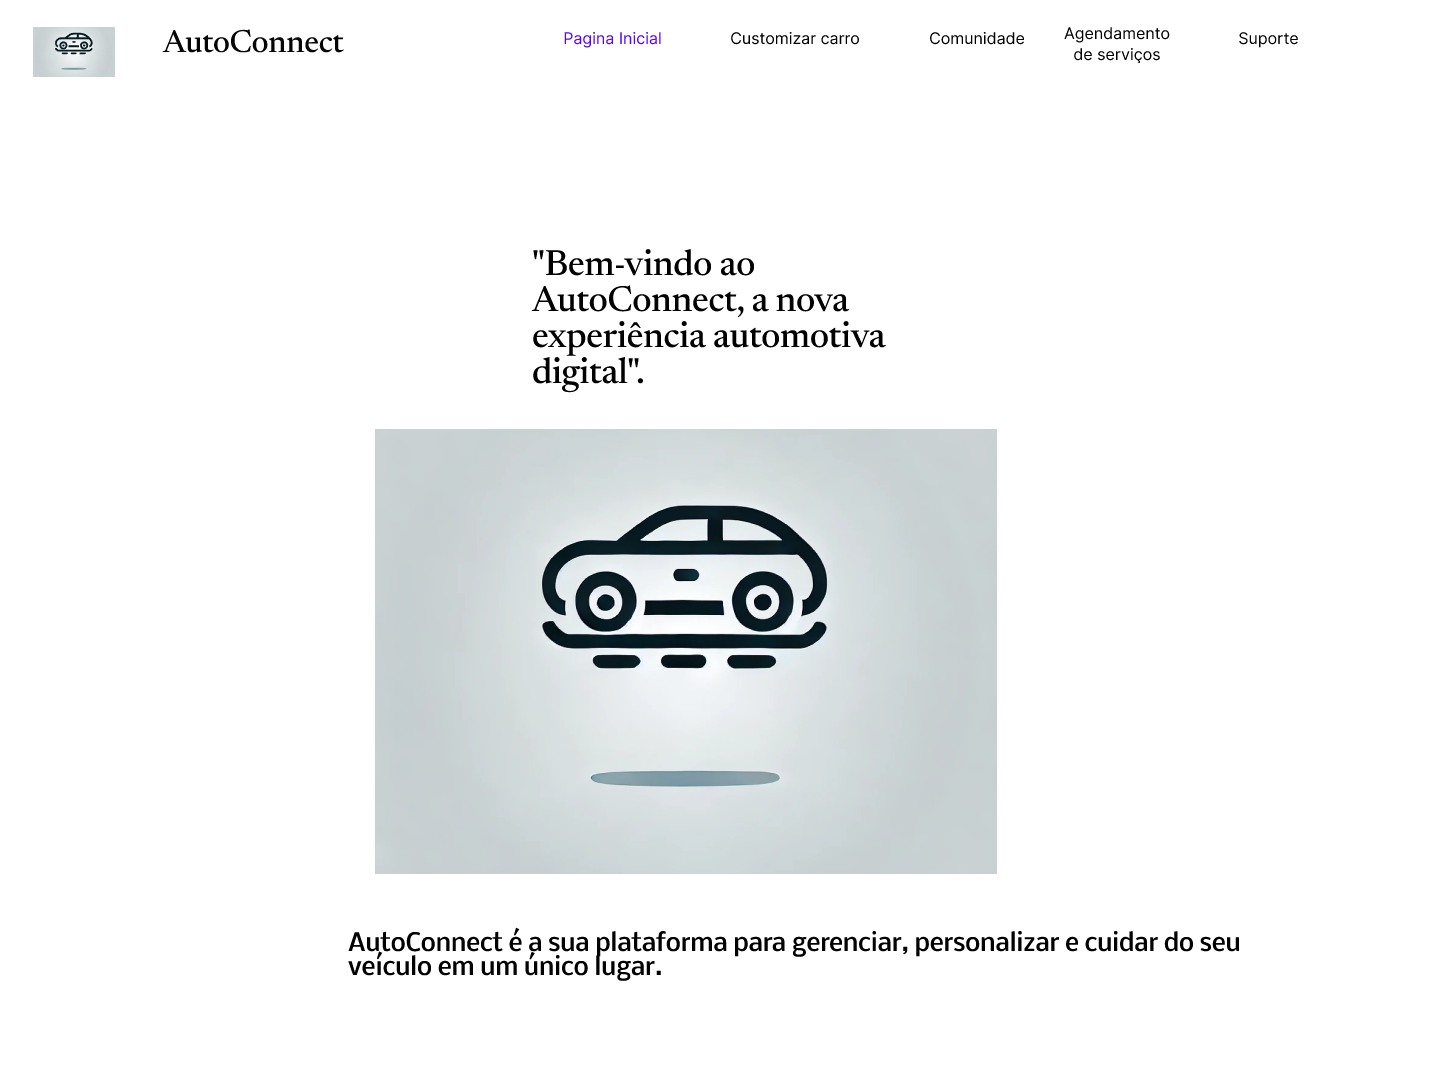 AutoConnect
Pagina Inicial
Customizar carro
Comunidade
Agendamento
de serviços
Suporte
"Bem-vindo ao
AutoConnect, a nova
experiência automotiva
digital".
AutoConnect é a sua plataforma para gerenciar, personalizar e cuidar do seu
veículo em um único lugar.